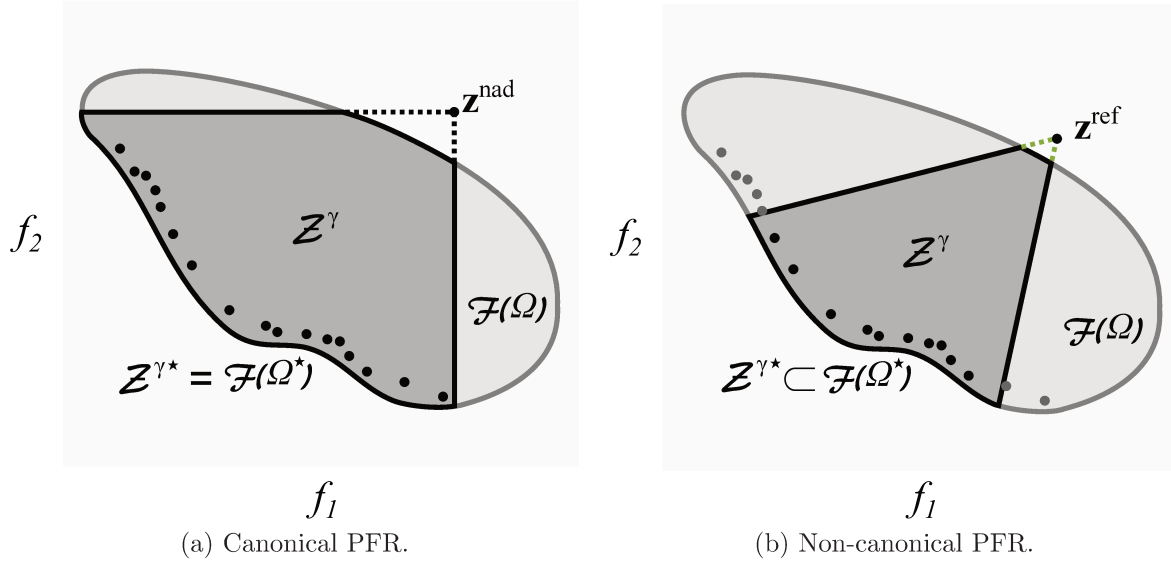 z^nad
f_2
𝒵^γ
ℱ(Ω)
𝒵^γ⋆ = ℱ(Ω^⋆)
f_1
(a) Canonical PFR.
z^ref
f_2
𝒵^γ
ℱ(Ω)
𝒵^γ⋆ ⊂ ℱ(Ω^⋆)
f_1
(b) Non-canonical PFR.